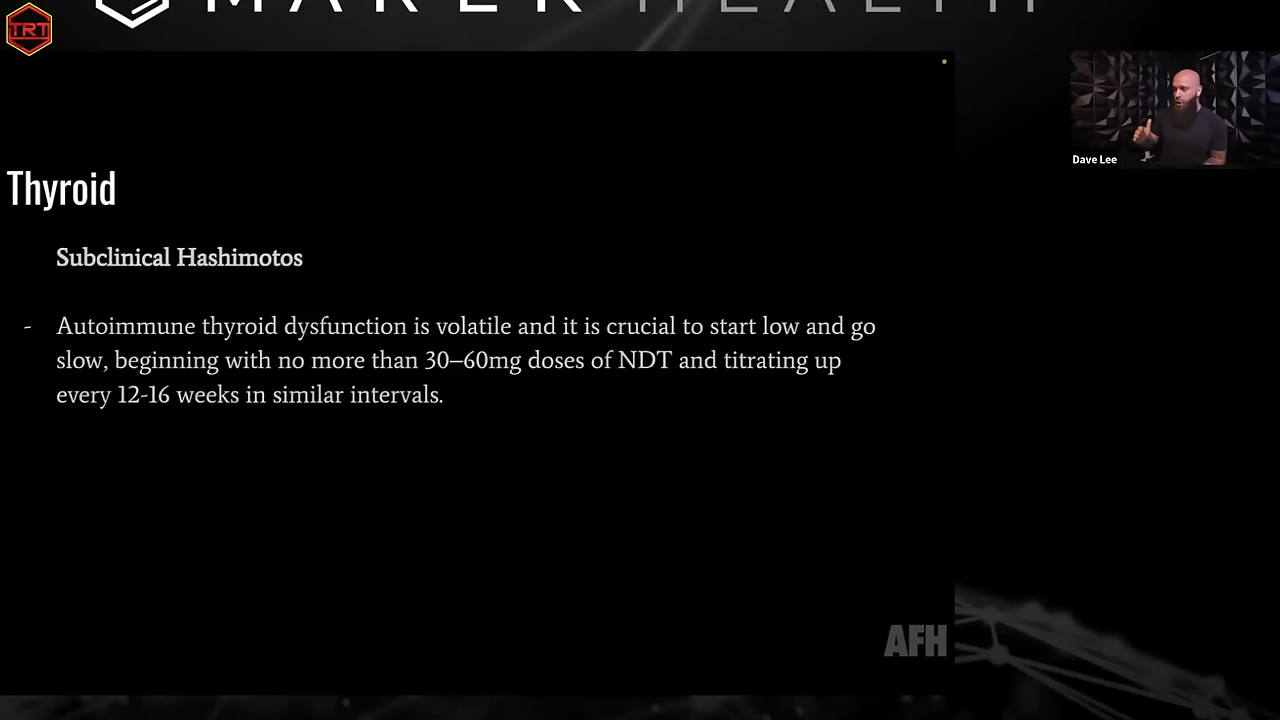 MAREK HEALTH
TRT
Dave Lee
Thyroid
Subclinical Hashimotos
- Autoimmune thyroid dysfunction is volatile and it is crucial to start low and go
slow, beginning with no more than 30–60mg doses of NDT and titrating up
every 12-16 weeks in similar intervals.
AFH